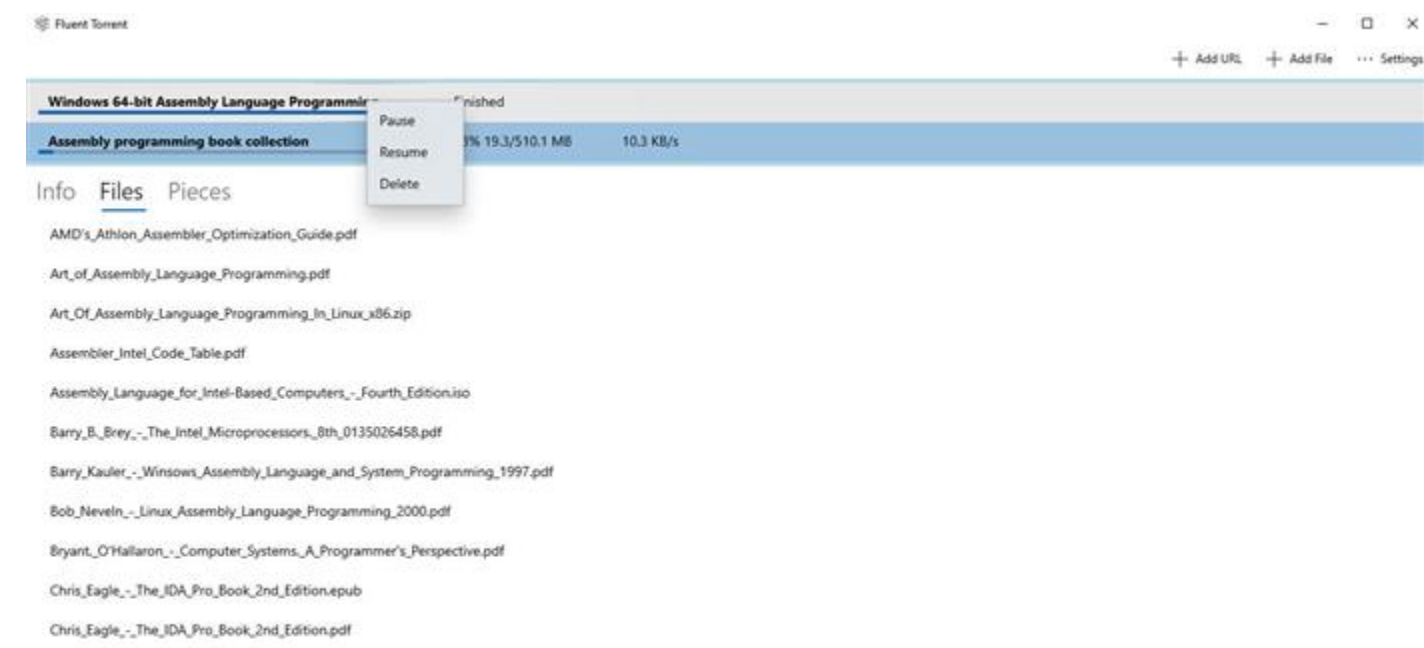 Fluent Torrent
Add URL Add File Settings
Windows 64-bit Assembly Language
Pause
Assembly programming book collection 19.3/510.1 MB 10.3 KB/s
Resume
Delete
Info Files Pieces
AMD's_Athlon_Assembler_Optimization_Guide.pdf
Art_of_Assembly_Language_Programming.pdf
Art_Of_Assembly_Language_Programming_In_Linux_x86.zip
Assembler_Intel_Code_Table.pdf
Assembly_Language_for_Intel-Based_Computers_-_Fourth_Edition.iso
Barry_B._Brey_-_The_Intel_Microprocessors._8th_0135026458.pdf
Barry_Kauler_-_Winsows_Assembly_Language_and_System_Programming_1997.pdf
Bob_Neveln_-_Linux_Assembly_Language_Programming_2000.pdf
Bryant,_O'Hallaron_-_Computer_Systems._A_Programmer's_Perspective.pdf
Chris_Eagle_-_The_IDA_Pro_Book_2nd_Edition.epub
Chris_Eagle_-_The_IDA_Pro_Book_2nd_Edition.pdf